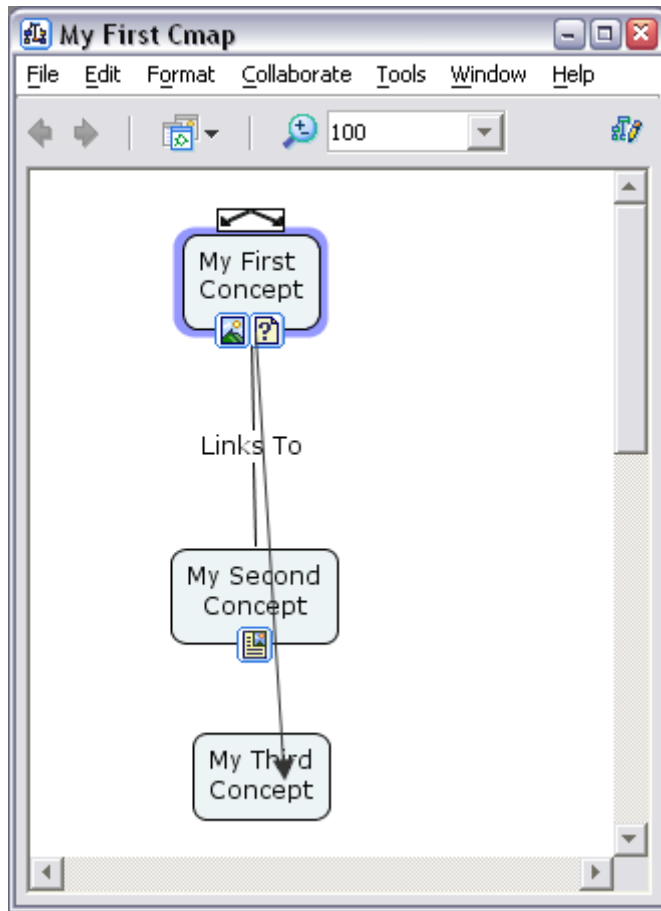 My First Cmap
File Edit Format Collaborate Tools Window Help
100
My First
Concept
?
Links To
My Second
Concept
My Third
Concept